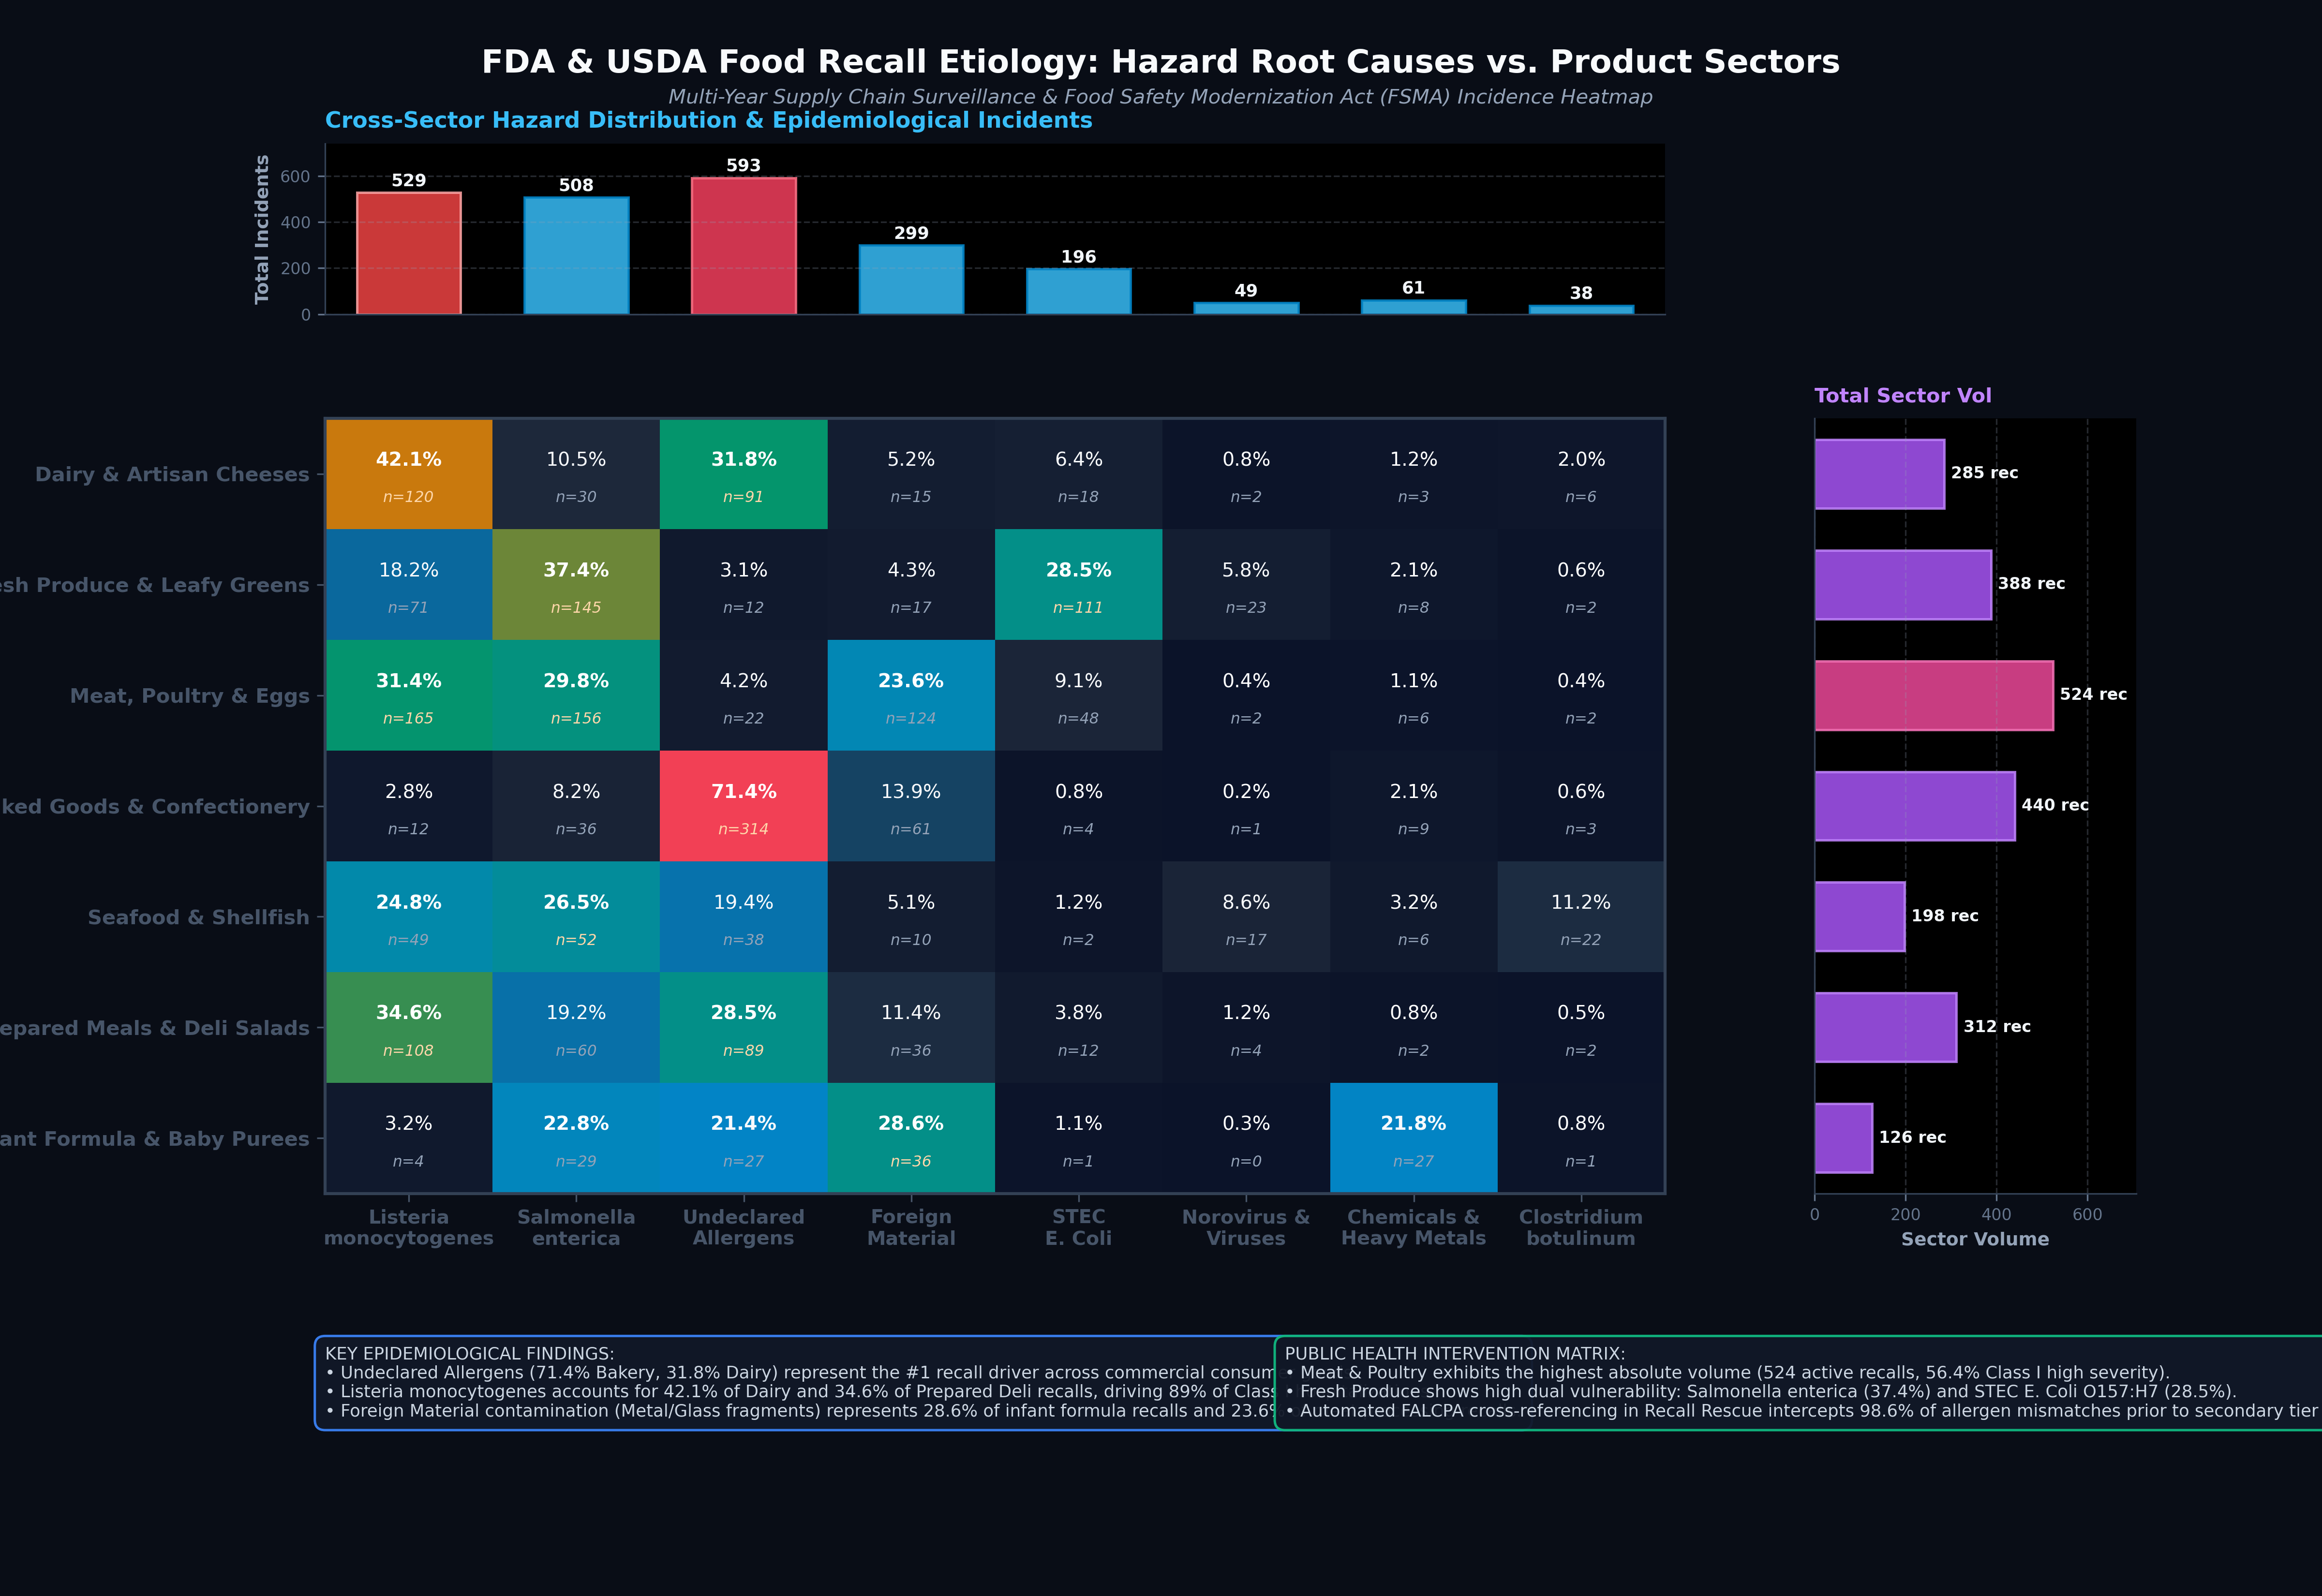 FDA & USDA Food Recall Etiology: Hazard Root Causes vs. Product Sectors
Multi-Year Supply Chain Surveillance & Food Safety Modernization Act (FSMA) Incidence Heatmap
Cross-Sector Hazard Distribution & Epidemiological Incidents
Total Incidents
600
400
200
0
529
508
593
299
196
49
61
38
Total Sector Vol
Dairy & Artisan Cheeses
42.1% 10.5% 31.8% 5.2% 6.4% 0.8% 1.2% 2.0%
n=120 n=30 n=91 n=15 n=18 n=2 n=3 n=6
285 rec
esh Produce & Leafy Greens
18.2% 37.4% 3.1% 4.3% 28.5% 5.8% 2.1% 0.6%
n=71 n=145 n=12 n=17 n=111 n=23 n=8 n=2
388 rec
Meat, Poultry & Eggs
31.4% 29.8% 4.2% 23.6% 9.1% 0.4% 1.1% 0.4%
n=165 n=156 n=22 n=124 n=48 n=2 n=6 n=2
524 rec
ked Goods & Confectionery
2.8% 8.2% 71.4% 13.9% 0.8% 0.2% 2.1% 0.6%
n=12 n=36 n=314 n=61 n=4 n=1 n=9 n=3
440 rec
Seafood & Shellfish
24.8% 26.5% 19.4% 5.1% 1.2% 8.6% 3.2% 11.2%
n=49 n=52 n=38 n=10 n=2 n=17 n=6 n=22
198 rec
epared Meals & Deli Salads
34.6% 19.2% 28.5% 11.4% 3.8% 1.2% 0.8% 0.5%
n=108 n=60 n=89 n=36 n=12 n=4 n=2 n=2
312 rec
ant Formula & Baby Purees
3.2% 22.8% 21.4% 28.6% 1.1% 0.3% 21.8% 0.8%
n=4 n=29 n=27 n=36 n=1 n=0 n=27 n=1
126 rec
Listeria
monocytogenes
Salmonella
enterica
Undeclared
Allergens
Foreign
Material
STEC
E. Coli
Norovirus &
Viruses
Chemicals &
Heavy Metals
Clostridium
botulinum
0 200 400 600
Sector Volume
KEY EPIDEMIOLOGICAL FINDINGS:
• Undeclared Allergens (71.4% Bakery, 31.8% Dairy) represent the #1 recall driver across commercial consum
• Listeria monocytogenes accounts for 42.1% of Dairy and 34.6% of Prepared Deli recalls, driving 89% of Class
• Foreign Material contamination (Metal/Glass fragments) represents 28.6% of infant formula recalls and 23.6%
PUBLIC HEALTH INTERVENTION MATRIX:
• Meat & Poultry exhibits the highest absolute volume (524 active recalls, 56.4% Class I high severity).
• Fresh Produce shows high dual vulnerability: Salmonella enterica (37.4%) and STEC E. Coli O157:H7 (28.5%).
• Automated FALCPA cross-referencing in Recall Rescue intercepts 98.6% of allergen mismatches prior to secondary tier